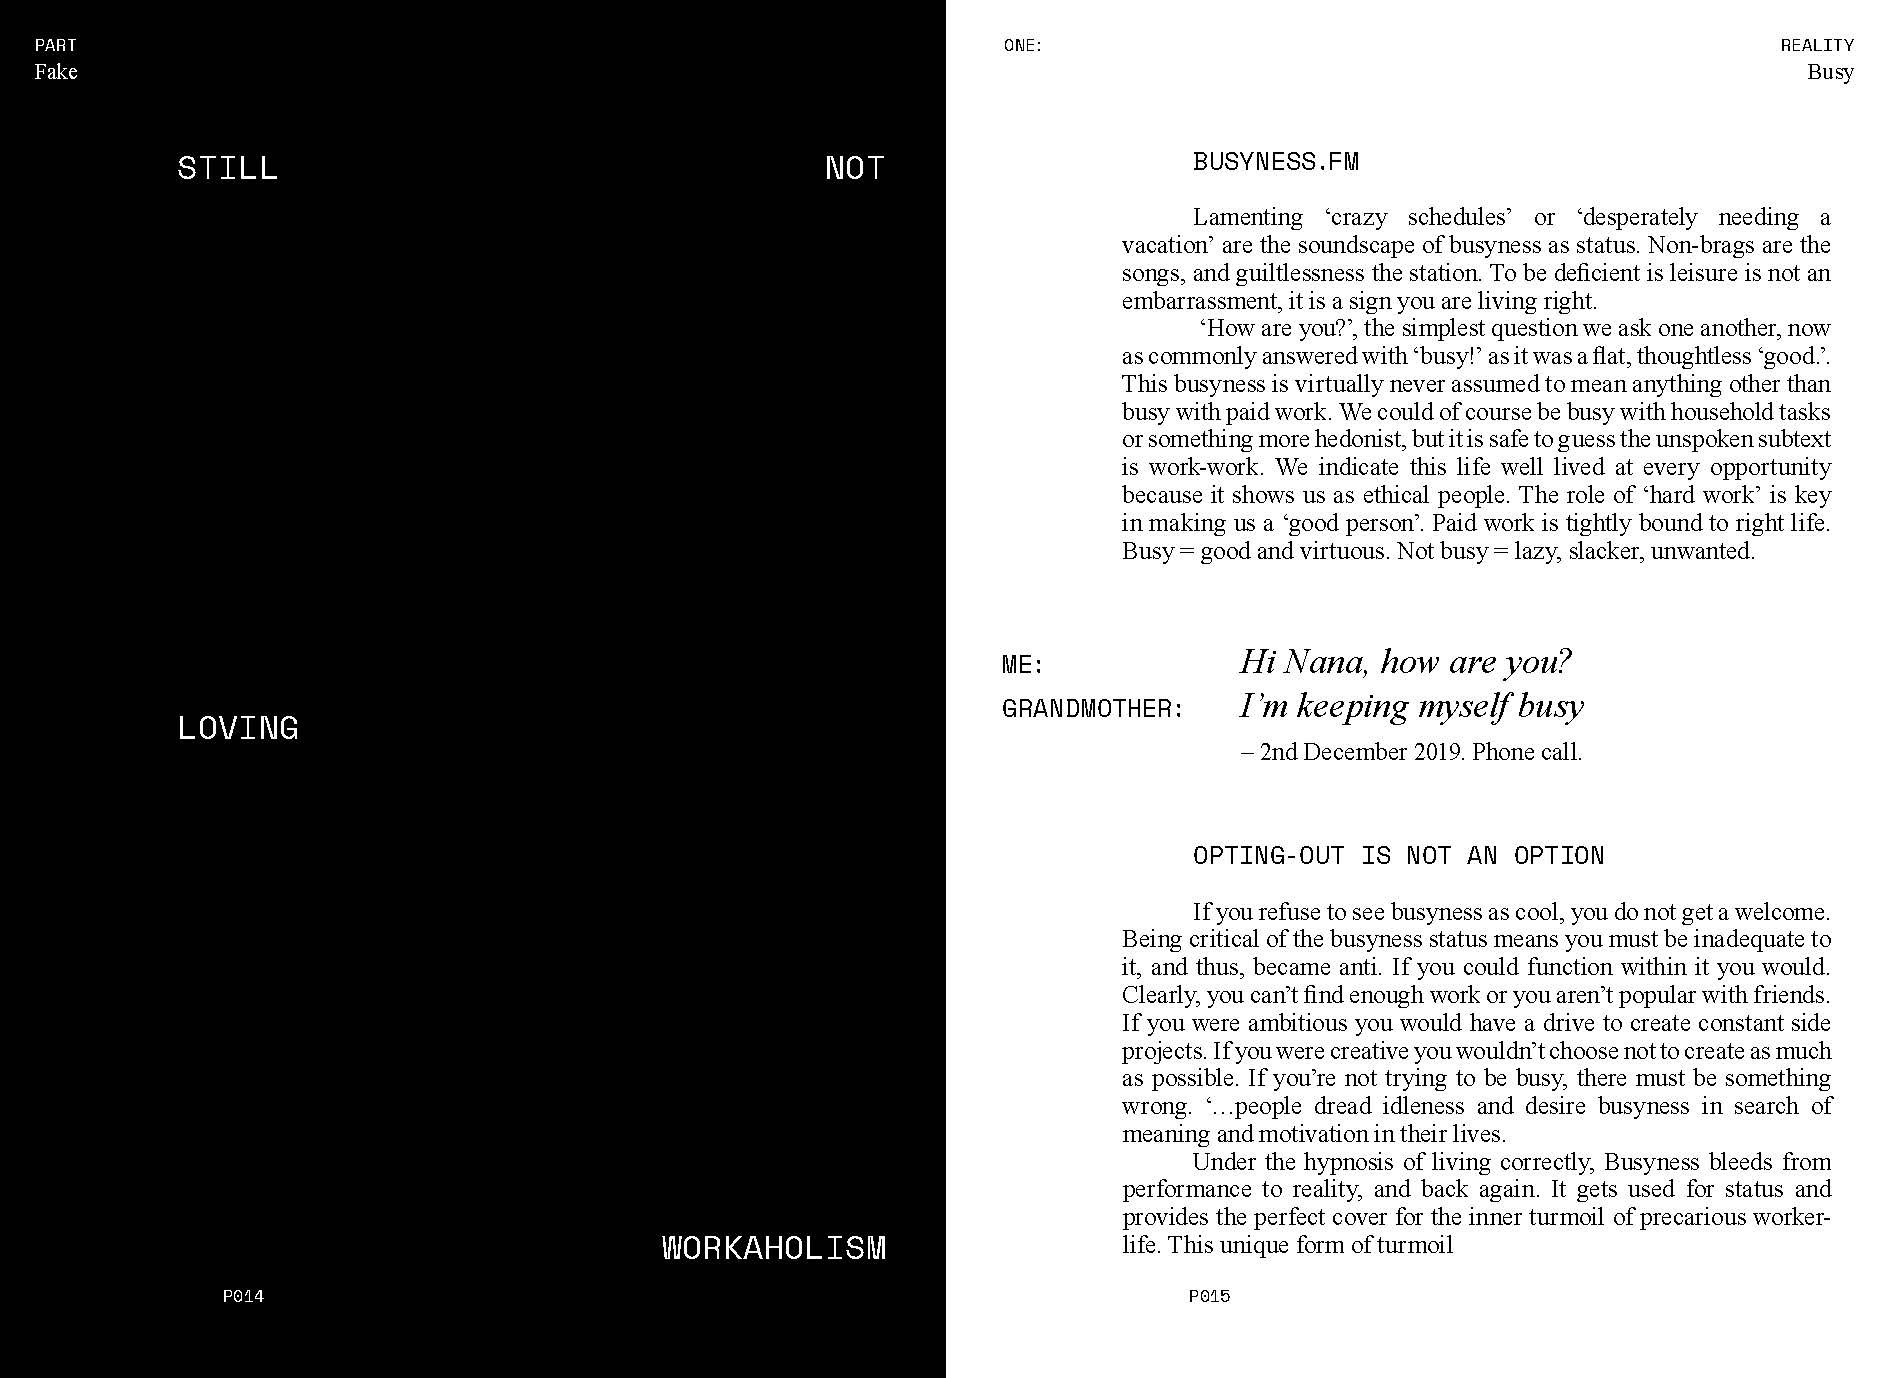 PART
Fake
STILL NOT
LOVING
WORKAHOLISM
P014
ONE: REALITY
Busy
BUSYNESS.FM
Lamenting ‘crazy schedules’ or ‘desperately needing a
vacation’ are the soundscape of busyness as status. Non-brags are the
songs, and guiltlessness the station. To be deficient is leisure is not an
embarrassment, it is a sign you are living right.
‘How are you?’, the simplest question we ask one another, now
as commonly answered with ‘busy!’ as it was a flat, thoughtless ‘good.’.
This busyness is virtually never assumed to mean anything other than
busy with paid work. We could of course be busy with household tasks
or something more hedonist, but it is safe to guess the unspoken subtext
is work-work. We indicate this life well lived at every opportunity
because it shows us as ethical people. The role of ‘hard work’ is key
in making us a ‘good person’. Paid work is tightly bound to right life.
Busy = good and virtuous. Not busy = lazy, slacker, unwanted.
ME: Hi Nana, how are you?
GRANDMOTHER: I’m keeping myself busy
– 2nd December 2019. Phone call.
OPTING-OUT IS NOT AN OPTION
If you refuse to see busyness as cool, you do not get a welcome.
Being critical of the busyness status means you must be inadequate to
it, and thus, became anti. If you could function within it you would.
Clearly, you can’t find enough work or you aren’t popular with friends.
If you were ambitious you would have a drive to create constant side
projects. If you were creative you wouldn’t choose not to create as much
as possible. If you’re not trying to be busy, there must be something
wrong. ‘…people dread idleness and desire busyness in search of
meaning and motivation in their lives.
Under the hypnosis of living correctly, Busyness bleeds from
performance to reality, and back again. It gets used for status and
provides the perfect cover for the inner turmoil of precarious worker-
life. This unique form of turmoil
P015